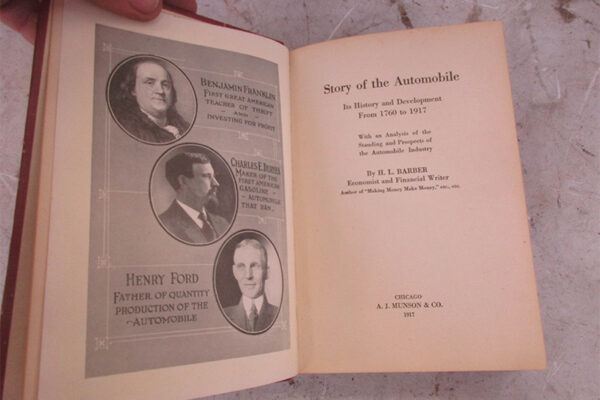 BENJAMIN FRANKLIN
FIRST GREAT AMERICAN
TEACHER OF THRIFT
AND
INVESTING FOR PROFIT
CHARLES E. DURYEA
MAKER OF THE
FIRST AMERICAN
GASOLINE
AUTOMOBILE
THAT RAN
HENRY FORD
FATHER OF QUANTITY
PRODUCTION OF THE
AUTOMOBILE
Story of the Automobile
Its History and Development
From 1760 to 1917
With an Analysis of the
Standing and Prospects of
the Automobile Industry
By H. L. BARBER
Economist and Financial Writer
Author of "Making Money Make Money," etc., etc.
CHICAGO
A. J. MUNSON & CO.
1917